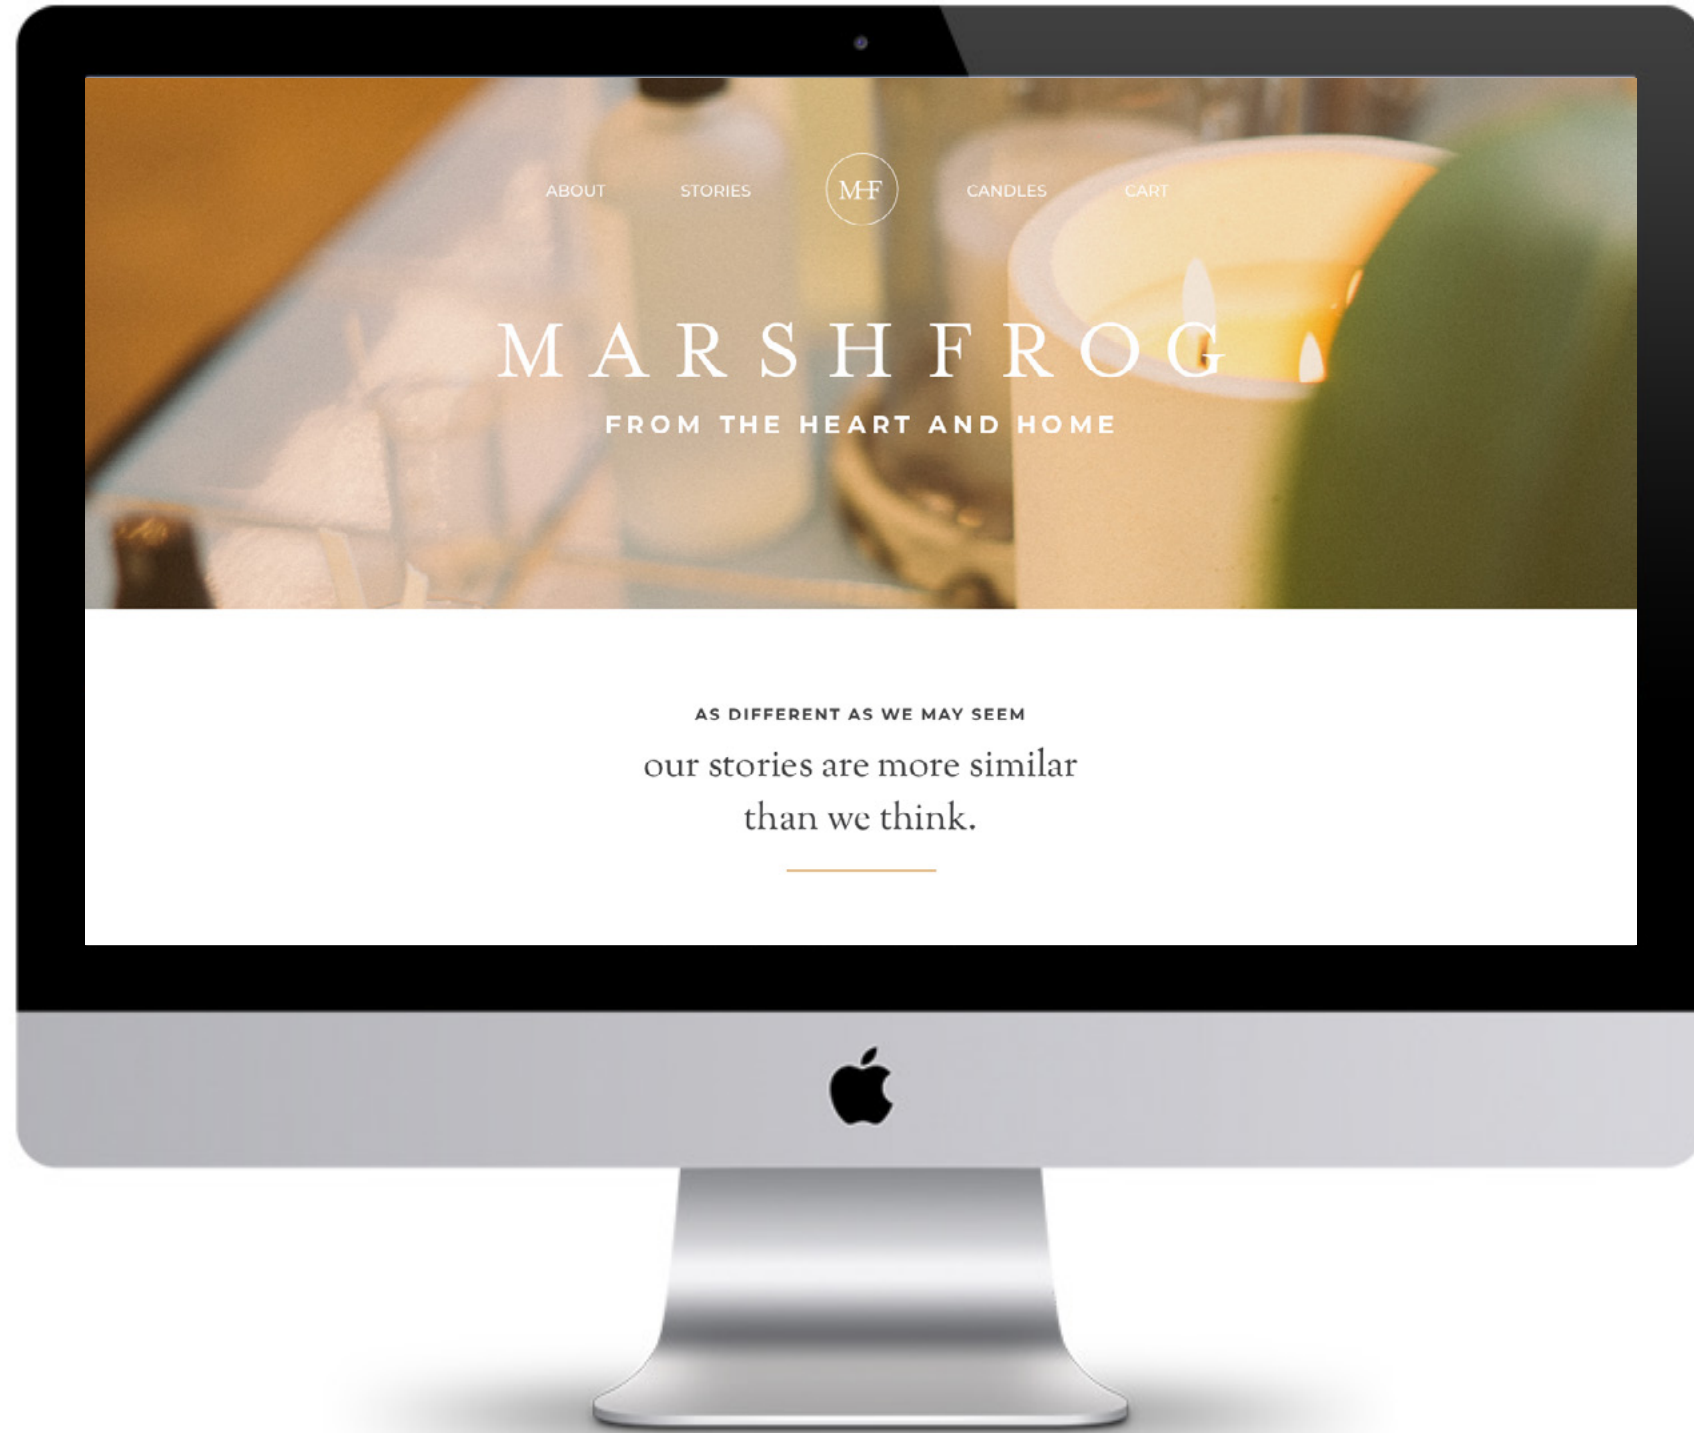 ABOUT STORIES MHF CANDLES CART
MARSHFROG
FROM THE HEART AND HOME
AS DIFFERENT AS WE MAY SEEM
our stories are more similar
than we think.